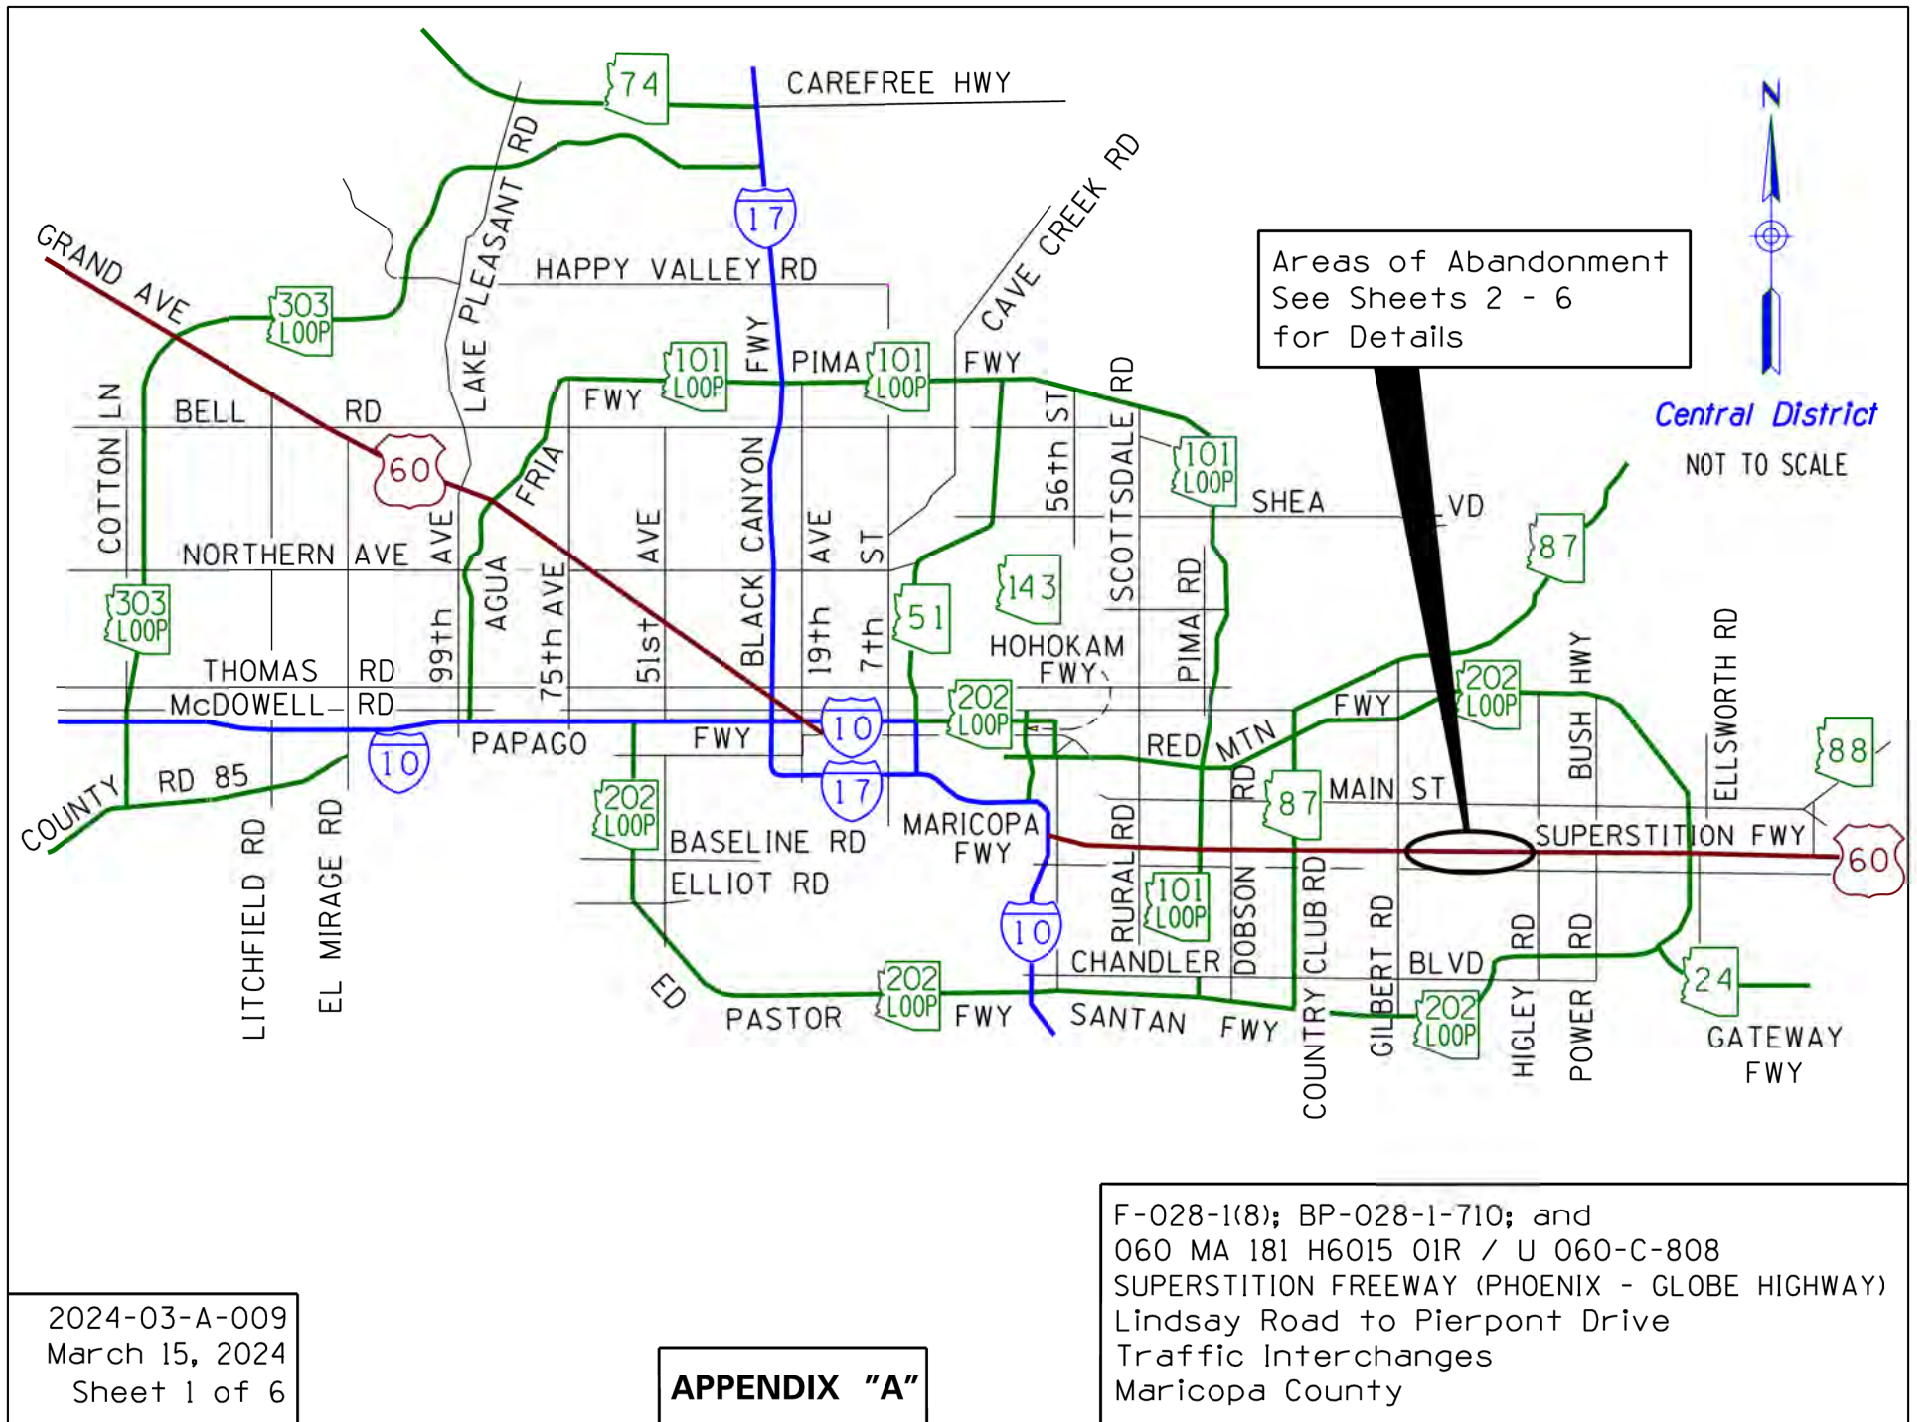 74
CAREFREE HWY
N
LAKE PLEASANT RD
17
CAVE CREEK RD
GRAND AVE
HAPPY VALLEY RD
Areas of Abandonment
See Sheets 2 - 6
for Details
303
LOOP
101
LOOP
FWY
PIMA
101
LOOP
FWY
FWY
Central District
NOT TO SCALE
COTTON LN
BELL RD
60
AGUA FRIA
BLACK CANYON
56th ST
SCOTTSDALE RD
101
LOOP
SHEA
VD
87
NORTHERN AVE
99th AVE
75th AVE
51st AVE
19th AVE
7th ST
143
51
PIMA RD
303
LOOP
HOHOKAM
FWY
THOMAS RD
McDOWELL RD
202
LOOP
FWY
202
LOOP
BUSH HWY
ELLSWORTH RD
10
PAPAGO
FWY
10
RED MTN
88
COUNTY RD 85
17
202
LOOP
87
MAIN ST
LITCHFIELD RD
EL MIRAGE RD
BASELINE RD
ELLIOT RD
MARICOPA
FWY
RURAL RD
DOBSON RD
SUPERSTITION FWY
60
101
LOOP
10
COUNTRY CLUB RD
GILBERT RD
HIGLEY RD
POWER RD
CHANDLER
BLVD
ED
PASTOR
202
LOOP
FWY
SANTAN
FWY
202
LOOP
24
GATEWAY
FWY
F-028-1(8); BP-028-1-710; and
060 MA 181 H6015 01R / U 060-C-808
SUPERSTITION FREEWAY (PHOENIX - GLOBE HIGHWAY)
Lindsay Road to Pierpont Drive
Traffic Interchanges
Maricopa County
2024-03-A-009
March 15, 2024
Sheet 1 of 6
APPENDIX "A"